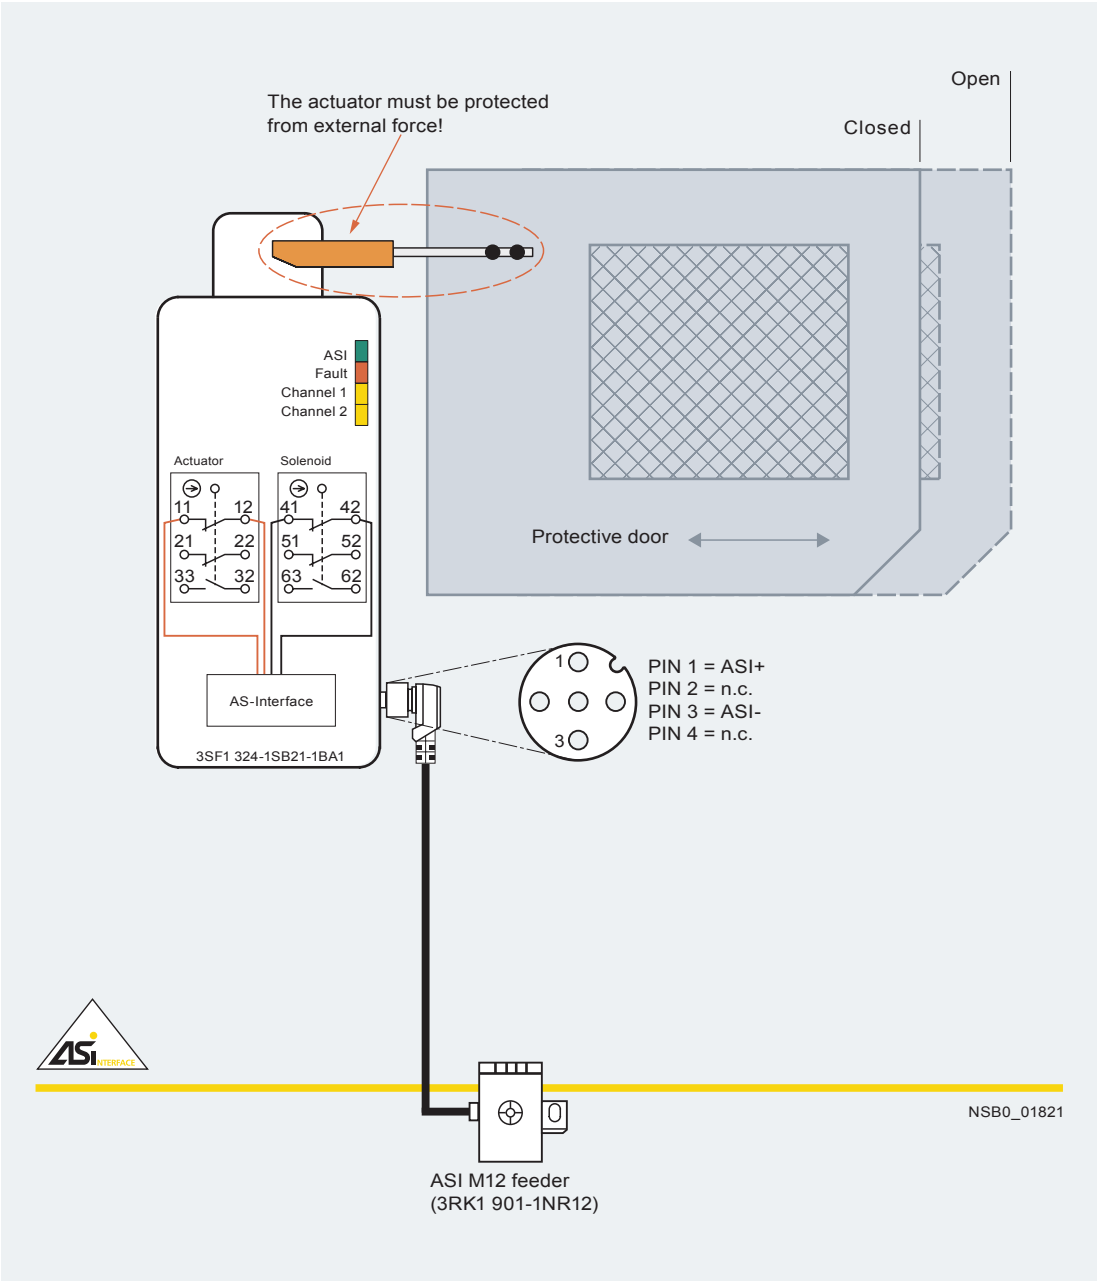 Open
Closed
The actuator must be protected
from external force!
ASI
Fault
Channel 1
Channel 2
Actuator
Solenoid
11 12
41 42
21 22
51 52
33 32
63 62
Protective door
AS-Interface
3SF1 324-1SB21-1BA1
1
3
PIN 1 = ASI+
PIN 2 = n.c.
PIN 3 = ASI-
PIN 4 = n.c.
ASi
INTERFACE
NSB0_01821
ASI M12 feeder
(3RK1 901-1NR12)